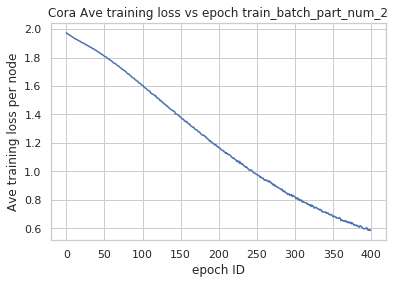 Cora Ave training loss vs epoch train_batch_part_num_2
2.0
1.8
1.6
1.4
1.2
1.0
0.8
0.6
Ave training loss per node
0 50 100 150 200 250 300 350 400
epoch ID